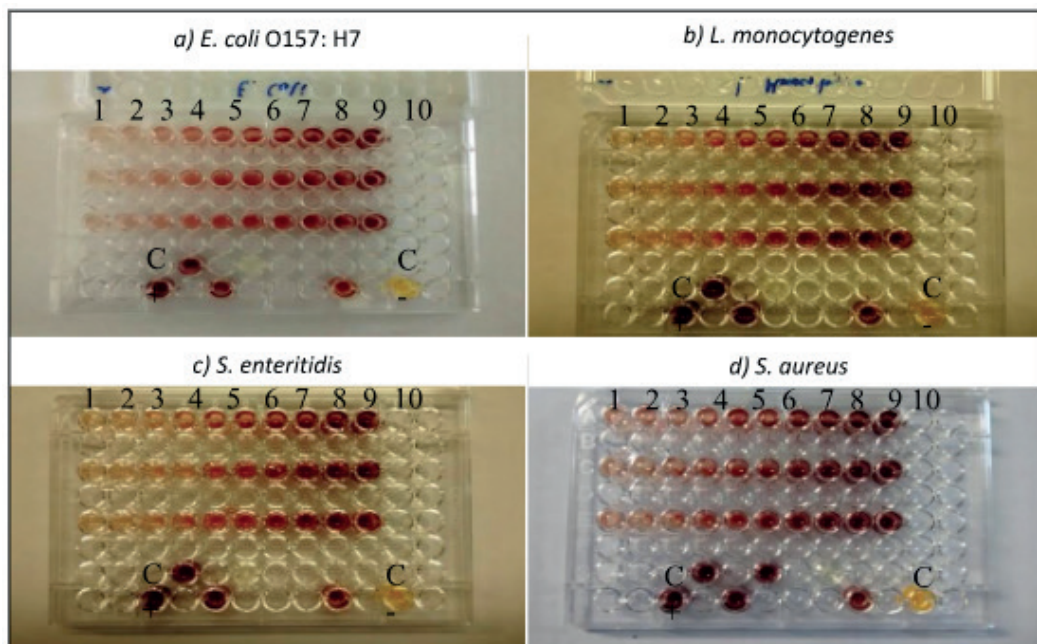 a) E. coli O157: H7
1 2 3 4 5 6 7 8 9 10
C C
+ -
b) L. monocytogenes
1 2 3 4 5 6 7 8 9 10
C C
+ -
c) S. enteritidis
1 2 3 4 5 6 7 8 9 10
C C
+ -
d) S. aureus
1 2 3 4 5 6 7 8 9 10
C C
+